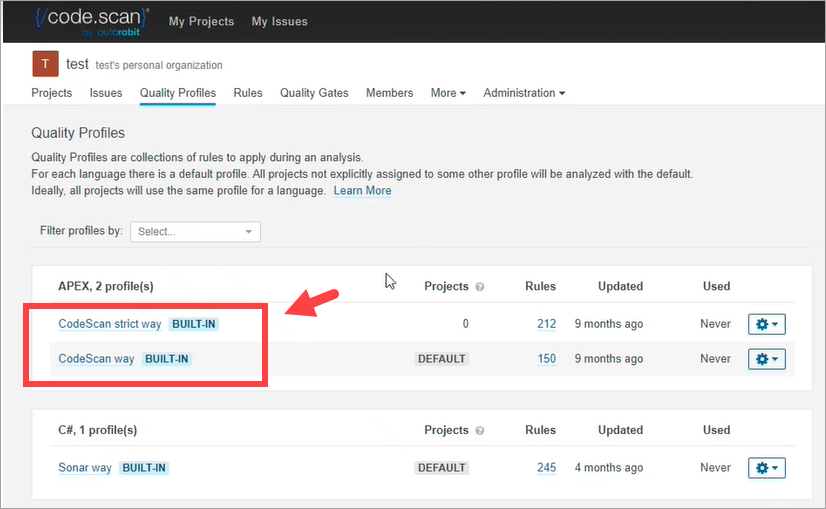 {/code.scan}®
by autorabit
My Projects My Issues
T test test's personal organization
Projects Issues Quality Profiles Rules Quality Gates Members More Administration
Quality Profiles
Quality Profiles are collections of rules to apply during an analysis.
For each language there is a default profile. All projects not explicitly assigned to some other profile will be analyzed with the default.
Ideally, all projects will use the same profile for a language. Learn More
Filter profiles by: Select...
APEX, 2 profile(s) Projects ? Rules Updated Used
CodeScan strict way BUILT-IN 0 212 9 months ago Never
CodeScan way BUILT-IN DEFAULT 150 9 months ago Never
C#, 1 profile(s) Projects ? Rules Updated Used
Sonar way BUILT-IN DEFAULT 245 4 months ago Never